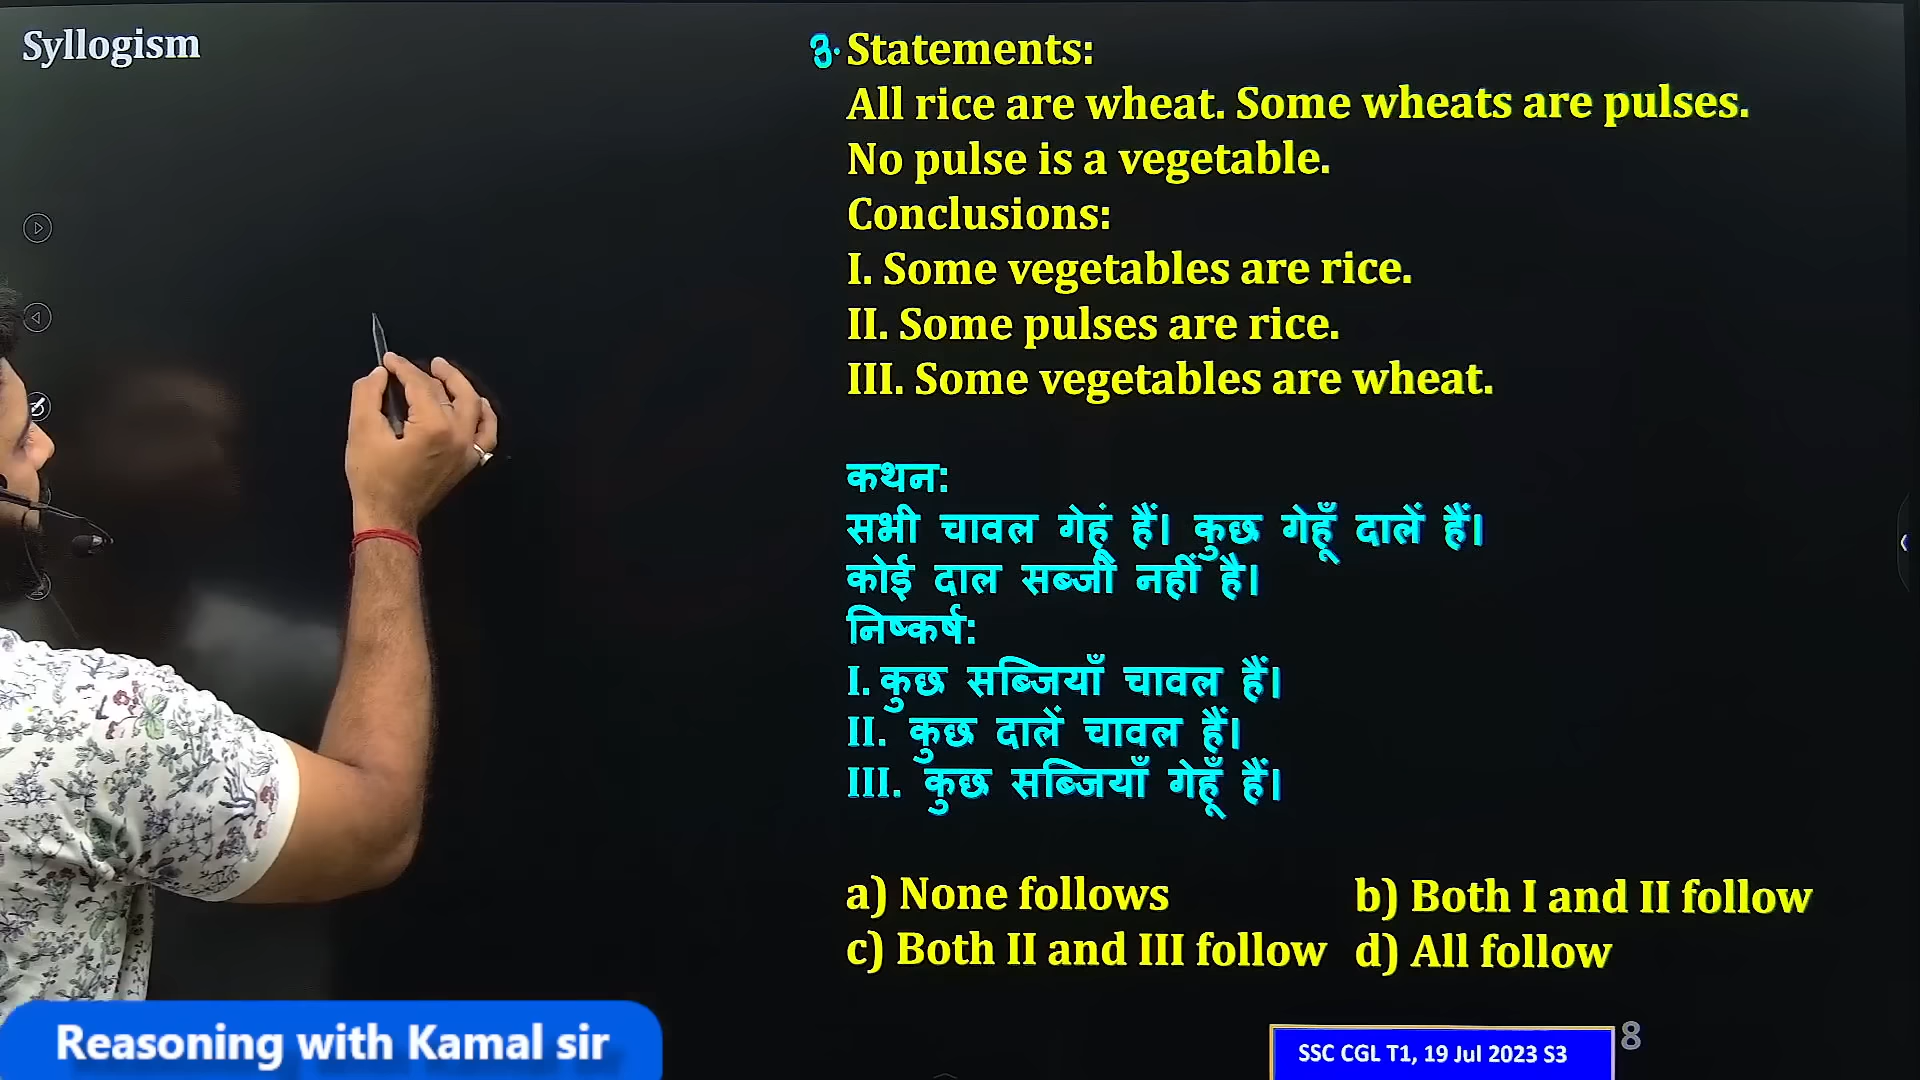 Syllogism
3. Statements:
All rice are wheat. Some wheats are pulses.
No pulse is a vegetable.
Conclusions:
I. Some vegetables are rice.
II. Some pulses are rice.
III. Some vegetables are wheat.
कथन:
सभी चावल गेहूं हैं। कुछ गेहूँ दालें हैं।
कोई दाल सब्जी नहीं है।
निष्कर्ष:
I. कुछ सब्जियाँ चावल हैं।
II. कुछ दालें चावल हैं।
III. कुछ सब्जियाँ गेहूँ हैं।
a) None follows b) Both I and II follow
c) Both II and III follow d) All follow
Reasoning with Kamal sir
SSC CGL T1, 19 Jul 2023 S3
8